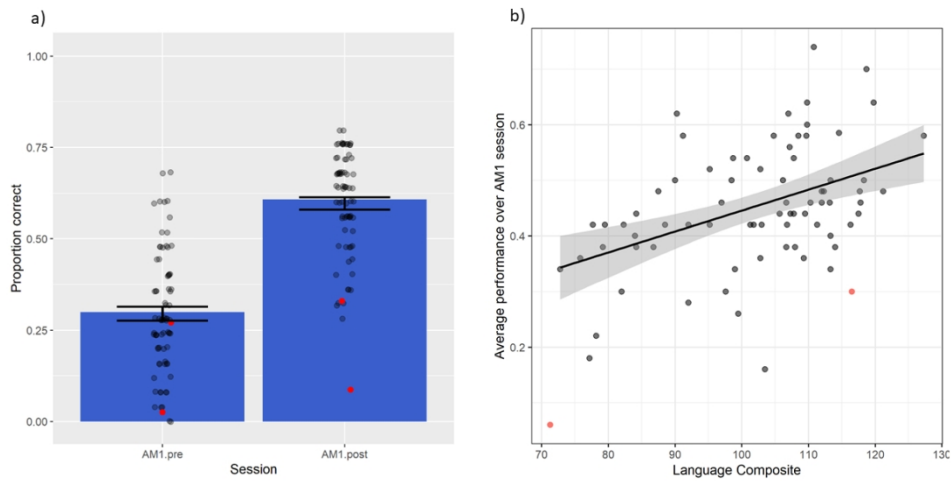 a)
1.00
0.75
0.50
0.25
0.00
Proportion correct
AM1.pre
AM1.post
Session
b)
0.6
0.4
0.2
Average performance over AM1 session
70
80
90
100
110
120
130
Language Composite